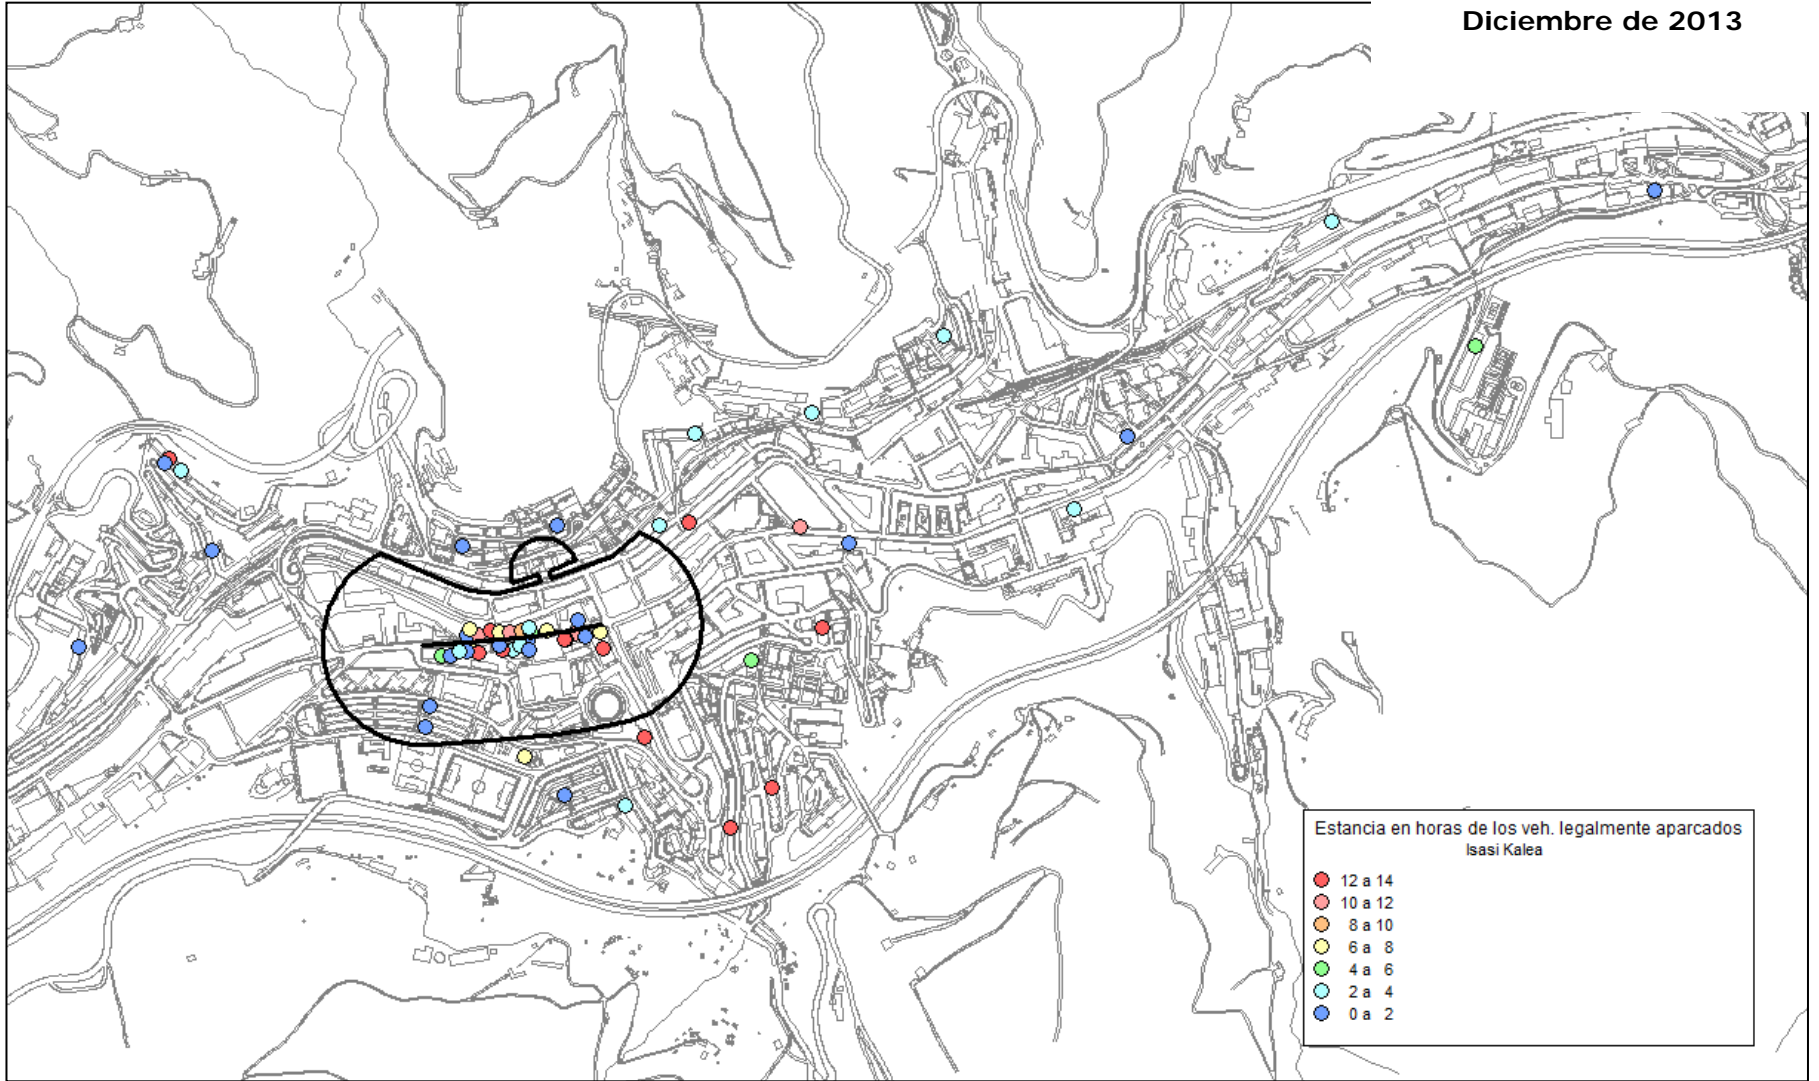 Diciembre de 2013
Estancia en horas de los veh. legalmente aparcados
Isasi Kalea
12 a 14
10 a 12
8 a 10
6 a 8
4 a 6
2 a 4
0 a 2